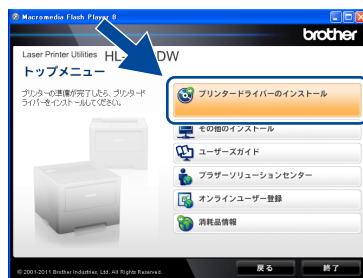 Macromedia Flash Player 8
brother
Laser Printer Utilities HL- DW
トップメニュー
プリンターの準備が完了したら、プリンタード
ライバーをインストールしてください。
プリンタードライバーのインストール
その他のインストール
ユーザーズガイド
ブラザーソリューションセンター
オンラインユーザー登録
消耗品情報
© 2001-2011 Brother Industries, Ltd. All Rights Reserved.
戻る
終了